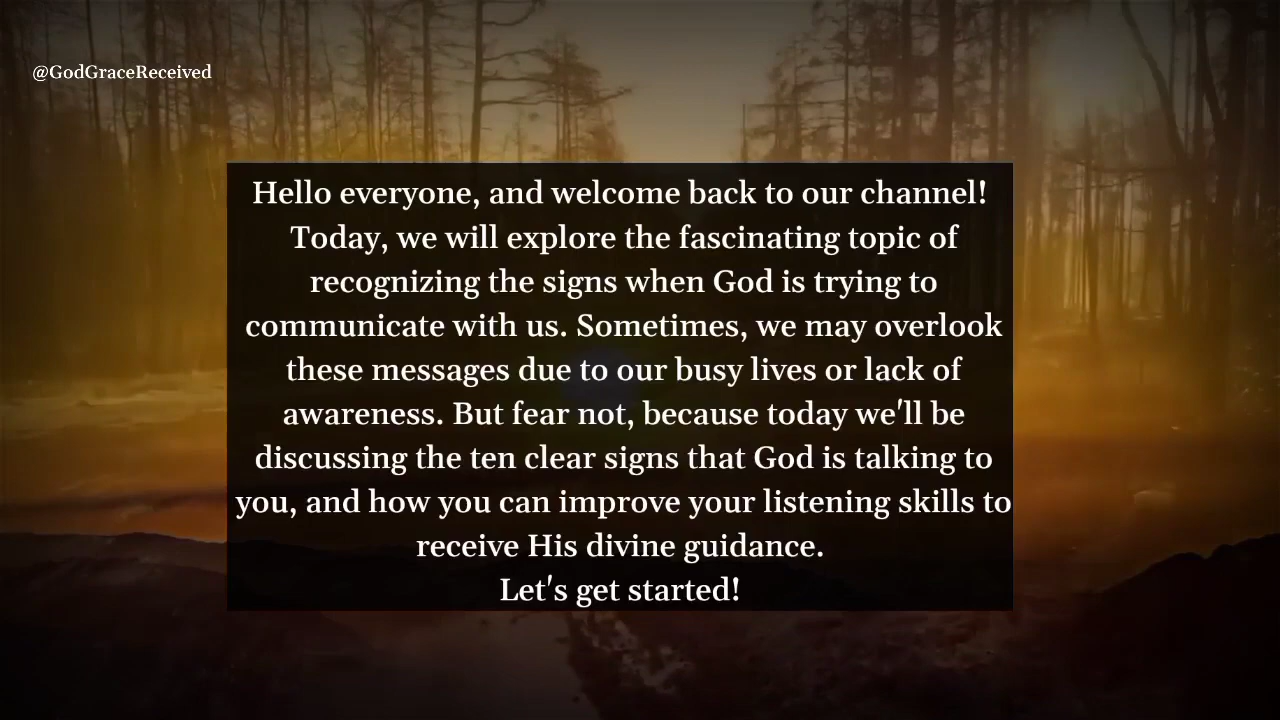 @GodGraceReceived
Hello everyone, and welcome back to our channel!
Today, we will explore the fascinating topic of
recognizing the signs when God is trying to
communicate with us. Sometimes, we may overlook
these messages due to our busy lives or lack of
awareness. But fear not, because today we'll be
discussing the ten clear signs that God is talking to
you, and how you can improve your listening skills to
receive His divine guidance.
Let's get started!